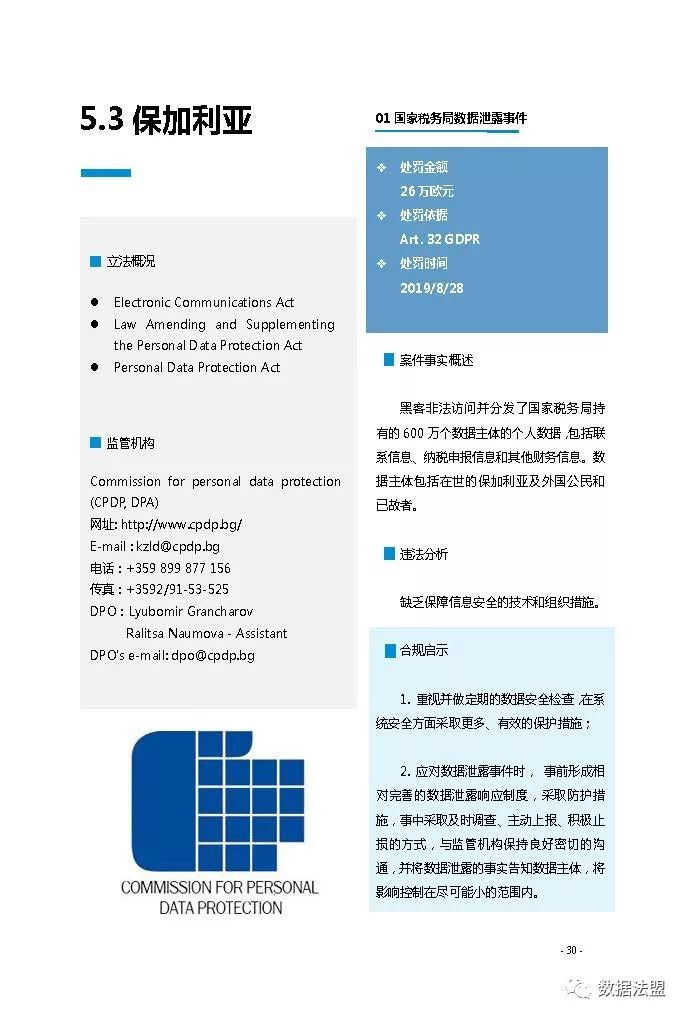 5.3 保加利亚
立法概况
● Electronic Communications Act
● Law Amending and Supplementing
the Personal Data Protection Act
● Personal Data Protection Act
监管机构
Commission for personal data protection
(CPDP, DPA)
网址: http://www.cpdp.bg/
E-mail : kzld@cpdp.bg
电话：+359 899 877 156
传真：+3592/91-53-525
DPO：Lyubomir Grancharov
Ralitsa Naumova - Assistant
DPO's e-mail: dpo@cpdp.bg
COMMISSION FOR PERSONAL
DATA PROTECTION
01 国家税务局数据泄露事件
❖ 处罚金额
26 万欧元
❖ 处罚依据
Art. 32 GDPR
❖ 处罚时间
2019/8/28
案件事实概述
黑客非法访问并分发了国家税务局持
有的 600 万个数据主体的个人数据，包括联
系信息、纳税申报信息和其他财务信息。数
据主体包括在世的保加利亚及外国公民和
已故者。
违法分析
缺乏保障信息安全的技术和组织措施。
合规启示
1. 重视并做定期的数据安全检查，在系
统安全方面采取更多、有效的保护措施；
2. 应对数据泄露事件时， 事前形成相
对完善的数据泄露响应制度，采取防护措
施，事中采取及时调查、主动上报、积极止
损的方式，与监管机构保持良好密切的沟
通，并将数据泄露的事实告知数据主体，将
影响控制在尽可能小的范围内。
- 30 -
数据法盟